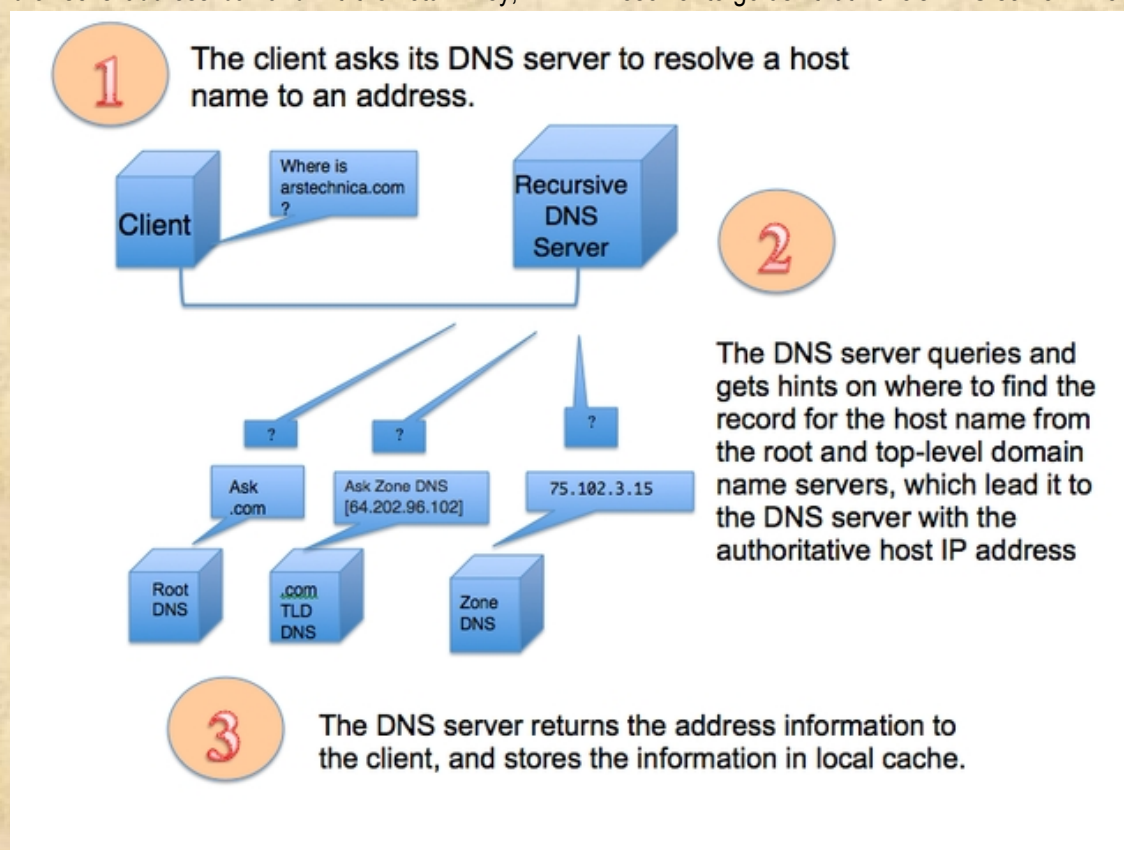 1
The client asks its DNS server to resolve a host
name to an address.
Where is
arstechnica.com
?
Client
Recursive
DNS
Server
2
The DNS server queries and
gets hints on where to find the
record for the host name from
the root and top-level domain
name servers, which lead it to
the DNS server with the
authoritative host IP address
?
?
?
Ask
.com
Ask Zone DNS
[64.202.96.102]
75.102.3.15
Root
DNS
.com
TLD
DNS
Zone
DNS
3
The DNS server returns the address information to
the client, and stores the information in local cache.